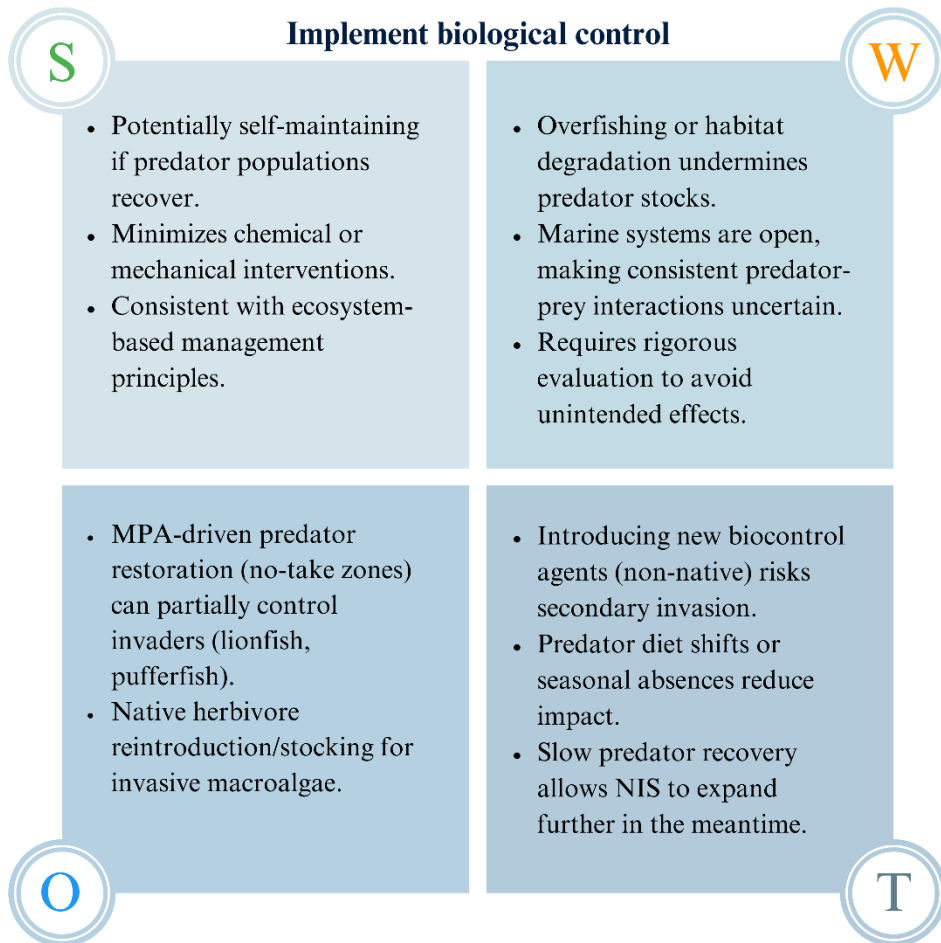 Implement biological control
S
• Potentially self-maintaining
if predator populations
recover.
• Minimizes chemical or
mechanical interventions.
• Consistent with ecosystem-
based management
principles.
W
• Overfishing or habitat
degradation undermines
predator stocks.
• Marine systems are open,
making consistent predator-
prey interactions uncertain.
• Requires rigorous
evaluation to avoid
unintended effects.
O
• MPA-driven predator
restoration (no-take zones)
can partially control
invaders (lionfish,
pufferfish).
• Native herbivore
reintroduction/stocking for
invasive macroalgae.
T
• Introducing new biocontrol
agents (non-native) risks
secondary invasion.
• Predator diet shifts or
seasonal absences reduce
impact.
• Slow predator recovery
allows NIS to expand
further in the meantime.